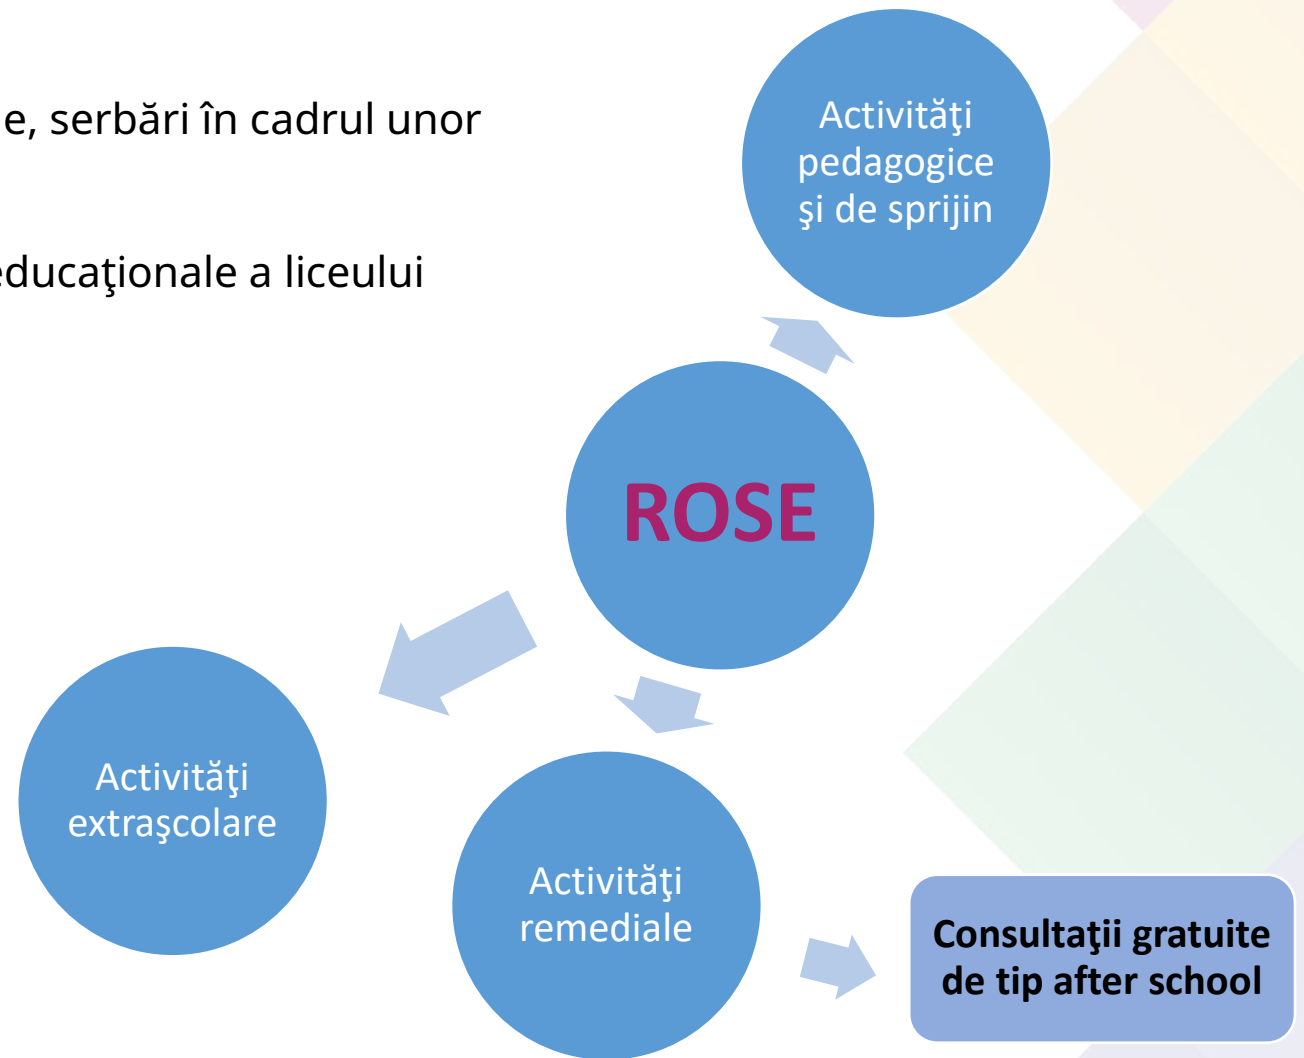 e, serbări în cadrul unor
educaţionale a liceului
Activităţi
pedagogice
şi de sprijin
ROSE
Activităţi
extraşcolare
Activităţi
remediale
Consultaţii gratuite
de tip after school